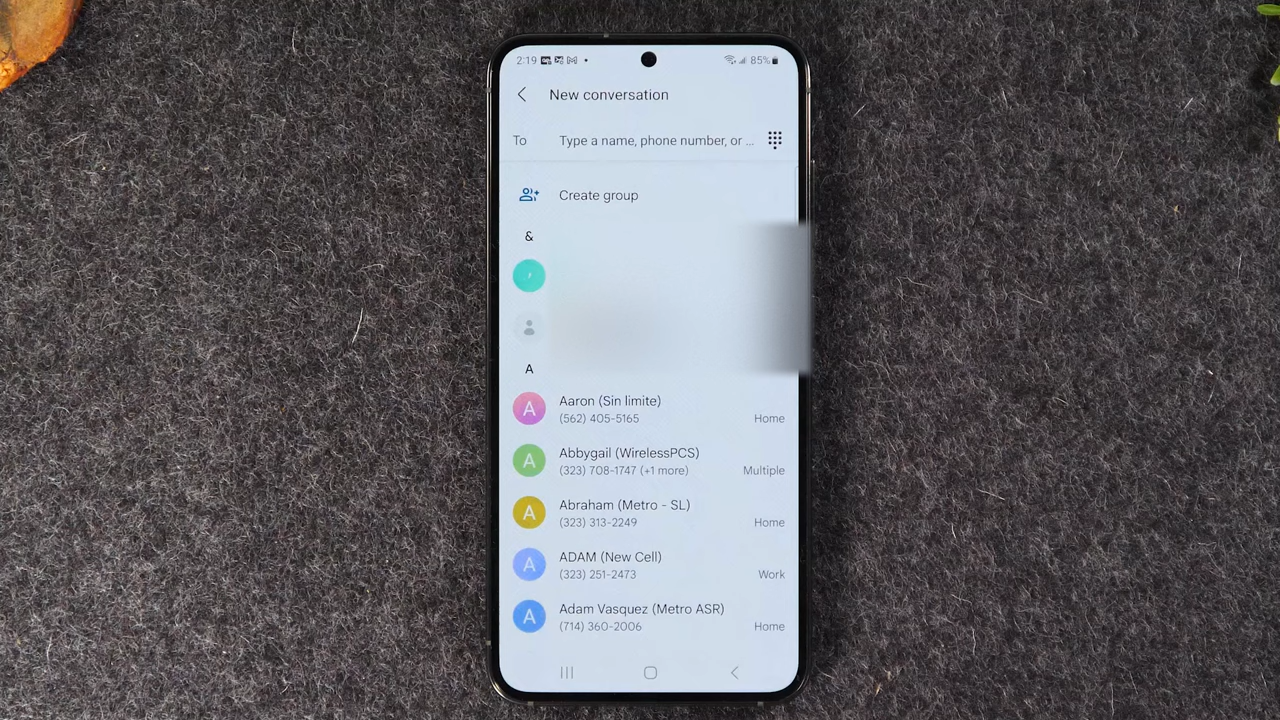 2:19 85%
New conversation
To Type a name, phone number, or ...
Create group
&
A
A Aaron (Sin limite)
(562) 405-5165 Home
A Abbygail (WirelessPCS)
(323) 708-1747 (+1 more) Multiple
A Abraham (Metro - SL)
(323) 313-2249 Home
A ADAM (New Cell)
(323) 251-2473 Work
A Adam Vasquez (Metro ASR)
(714) 360-2006 Home